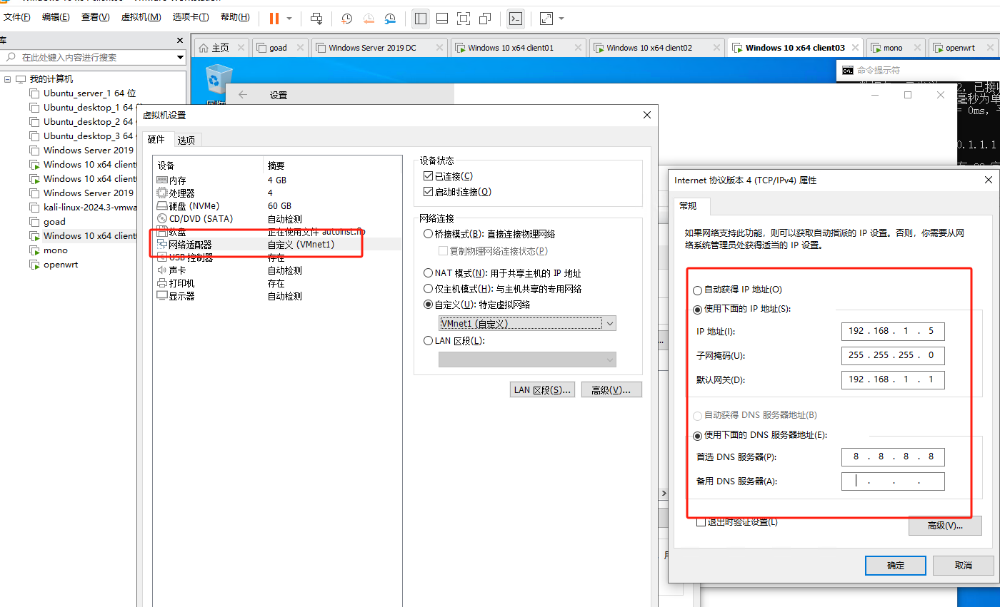 文件(F) 编辑(E) 查看(V) 虚拟机(M) 选项卡(T) 帮助(H)
库
在此处键入内容进行搜索
主页 goad Windows Server 2019 DC Windows 10 x64 client01 Windows 10 x64 client02 Windows 10 x64 client03 mono openwrt
我的计算机
Ubuntu_server_1 64 位
Ubuntu_desktop_1 64
Ubuntu_desktop_2 64
Ubuntu_desktop_3 64
Windows Server 2019
Windows 10 x64 client
Windows 10 x64 client
Windows Server 2019
kali-linux-2024.3-vmwa
goad
Windows 10 x64 client
mono
openwrt
命令提示符
2, 已接收
毫秒为单
= 0ms,
0.1.1.1
设置
虚拟机设置
硬件 选项
设备 摘要
内存 4 GB
处理器 4
硬盘 (NVMe) 60 GB
CD/DVD (SATA) 自动检测
软盘 正在使用文件 autoinst.flp
网络适配器 自定义 (VMnet1)
USB 控制器 存在
声卡 自动检测
打印机 存在
显示器 自动检测
设备状态
已连接(C)
启动时连接(O)
网络连接
桥接模式(B): 直接连接物理网络
复制物理网络连接状态(P)
NAT 模式(N): 用于共享主机的 IP 地址
仅主机模式(H): 与主机共享的专用网络
自定义(U): 特定虚拟网络
VMnet1 (自定义)
LAN 区段(L):
LAN 区段(S)... 高级(V)...
Internet 协议版本 4 (TCP/IPv4) 属性
常规
如果网络支持此功能，则可以获取自动指派的 IP 设置。否则，你需要从网
络系统管理员处获得适当的 IP 设置。
自动获得 IP 地址(O)
使用下面的 IP 地址(S):
IP 地址(I): 192 . 168 . 1 . 5
子网掩码(U): 255 . 255 . 255 . 0
默认网关(D): 192 . 168 . 1 . 1
自动获得 DNS 服务器地址(B)
使用下面的 DNS 服务器地址(E):
首选 DNS 服务器(P): 8 . 8 . 8 . 8
备用 DNS 服务器(A): . . .
退出时验证设置(L)
高级(V)...
确定 取消